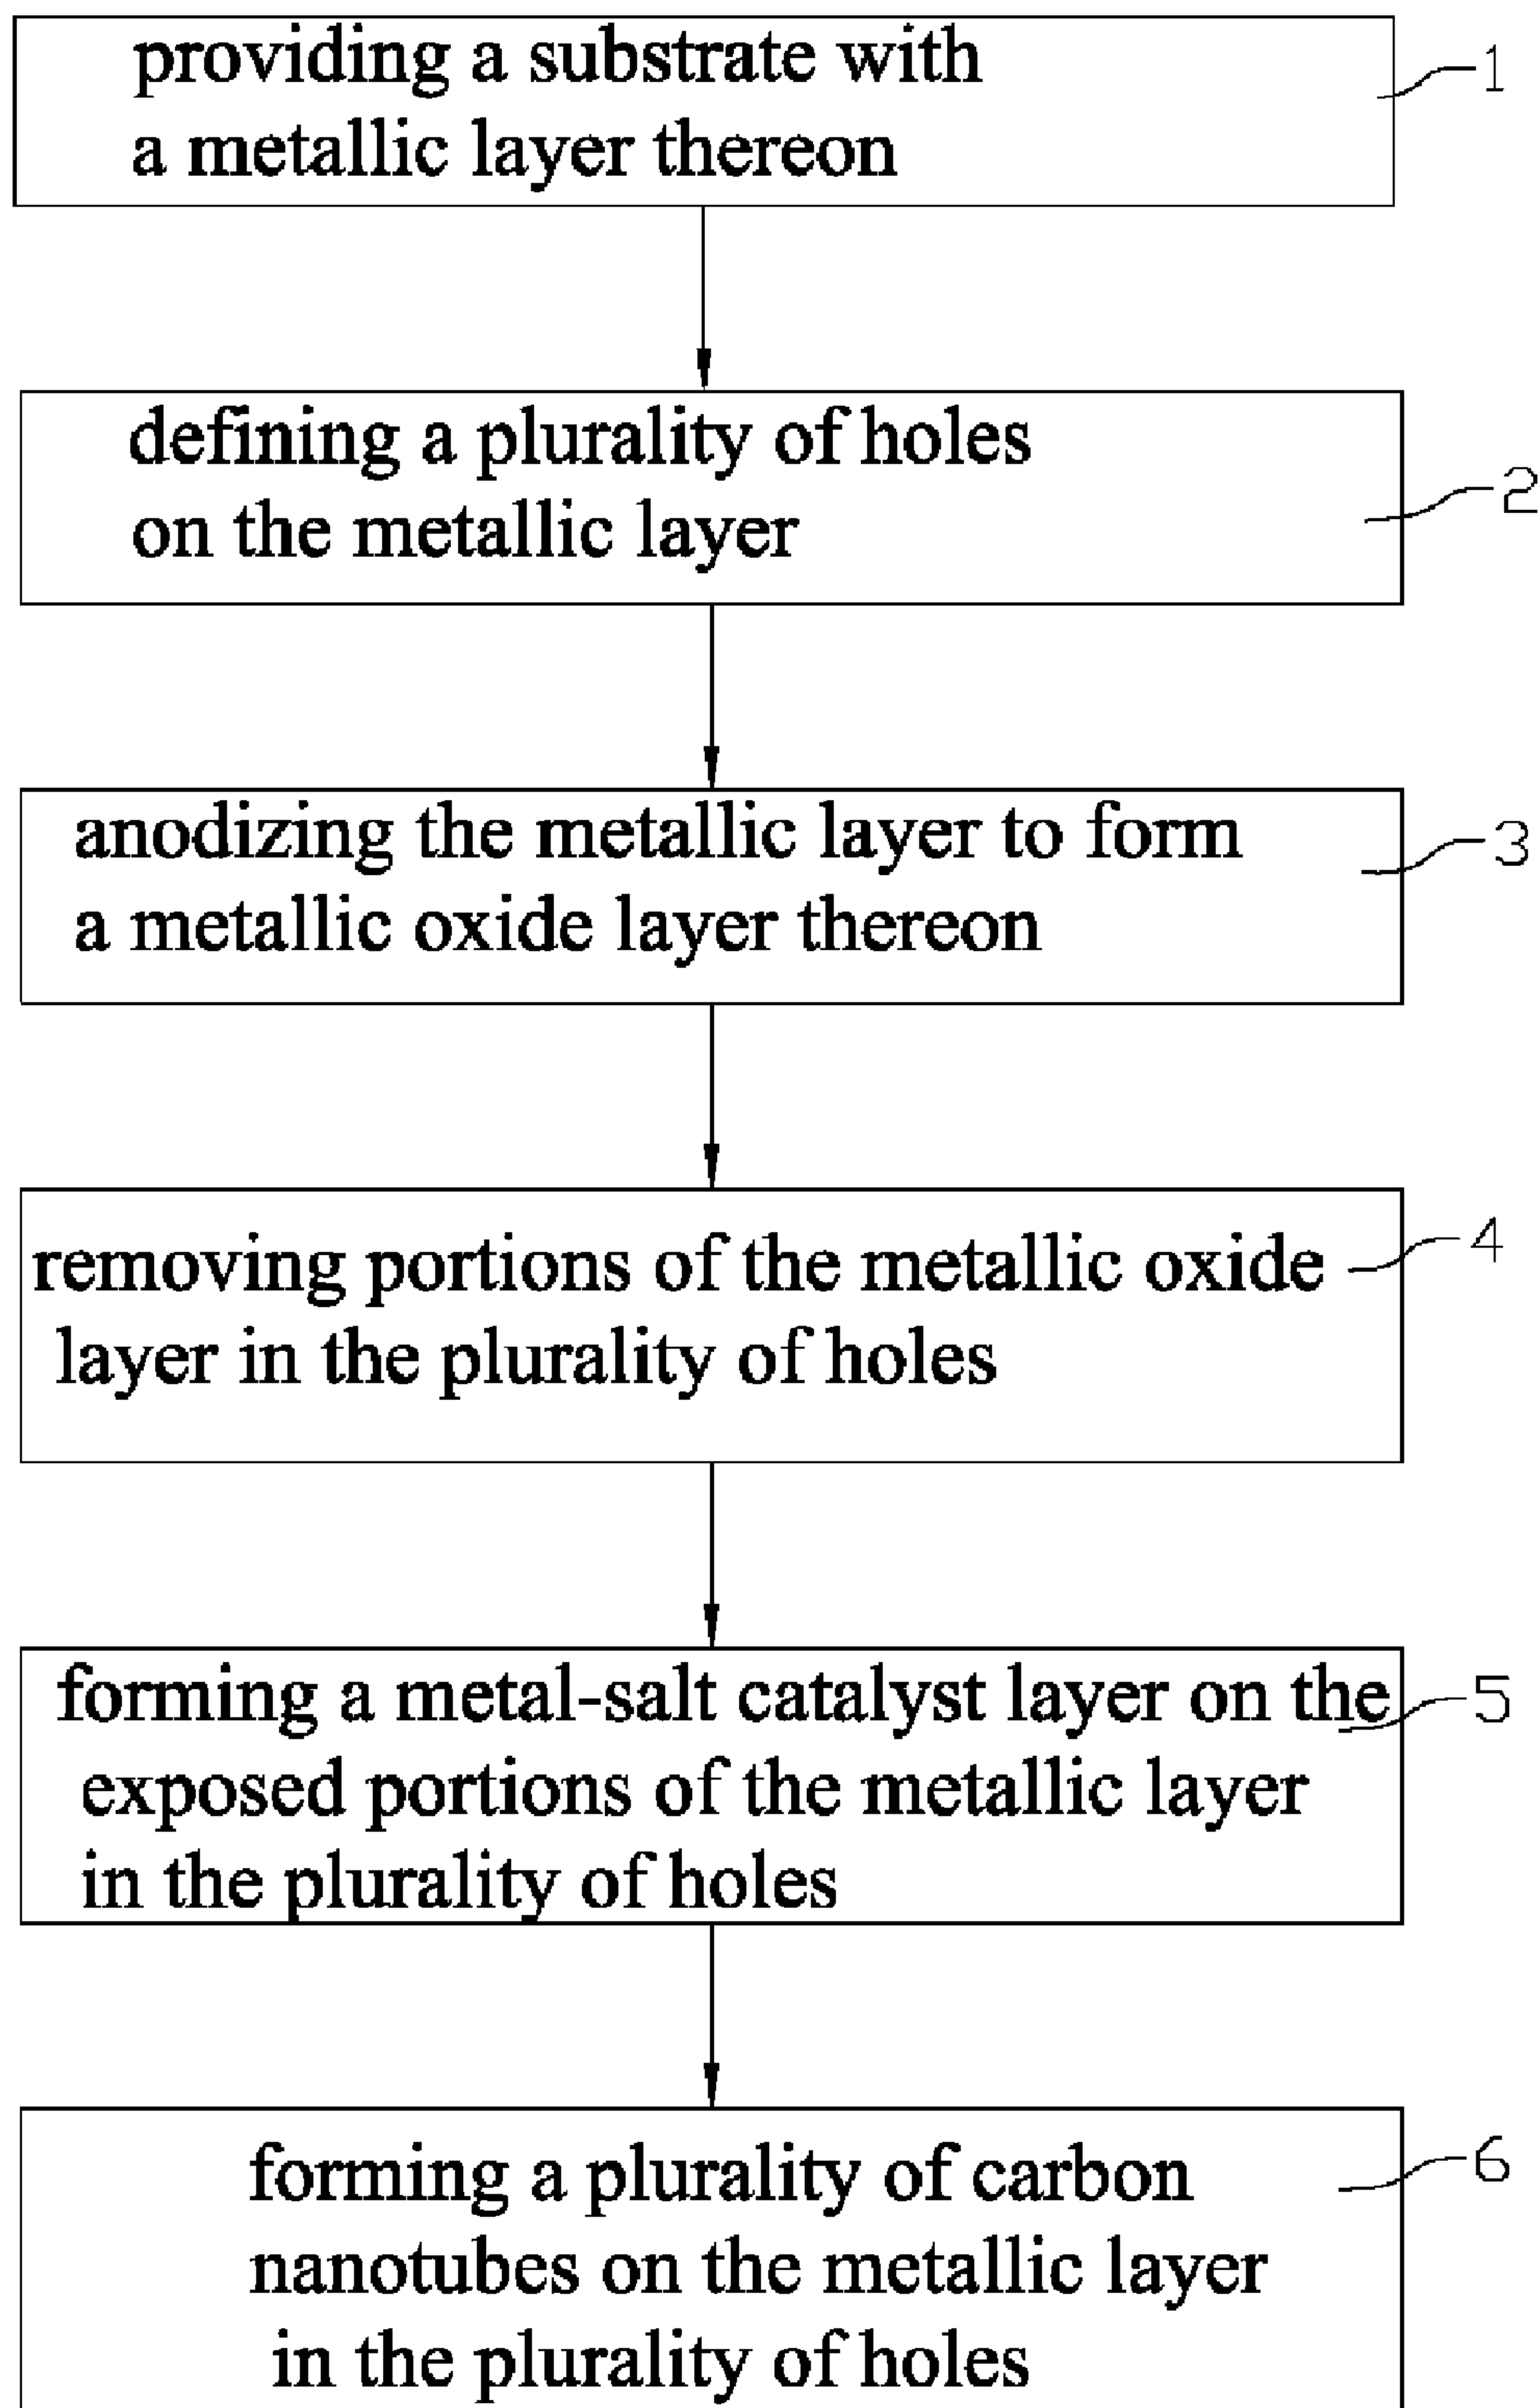 providing a substrate with
a metallic layer thereon
1
defining a plurality of holes
on the metallic layer
2
anodizing the metallic layer to form
a metallic oxide layer thereon
3
removing portions of the metallic oxide
layer in the plurality of holes
4
forming a metal-salt catalyst layer on the
exposed portions of the metallic layer
in the plurality of holes
5
forming a plurality of carbon
nanotubes on the metallic layer
in the plurality of holes
6